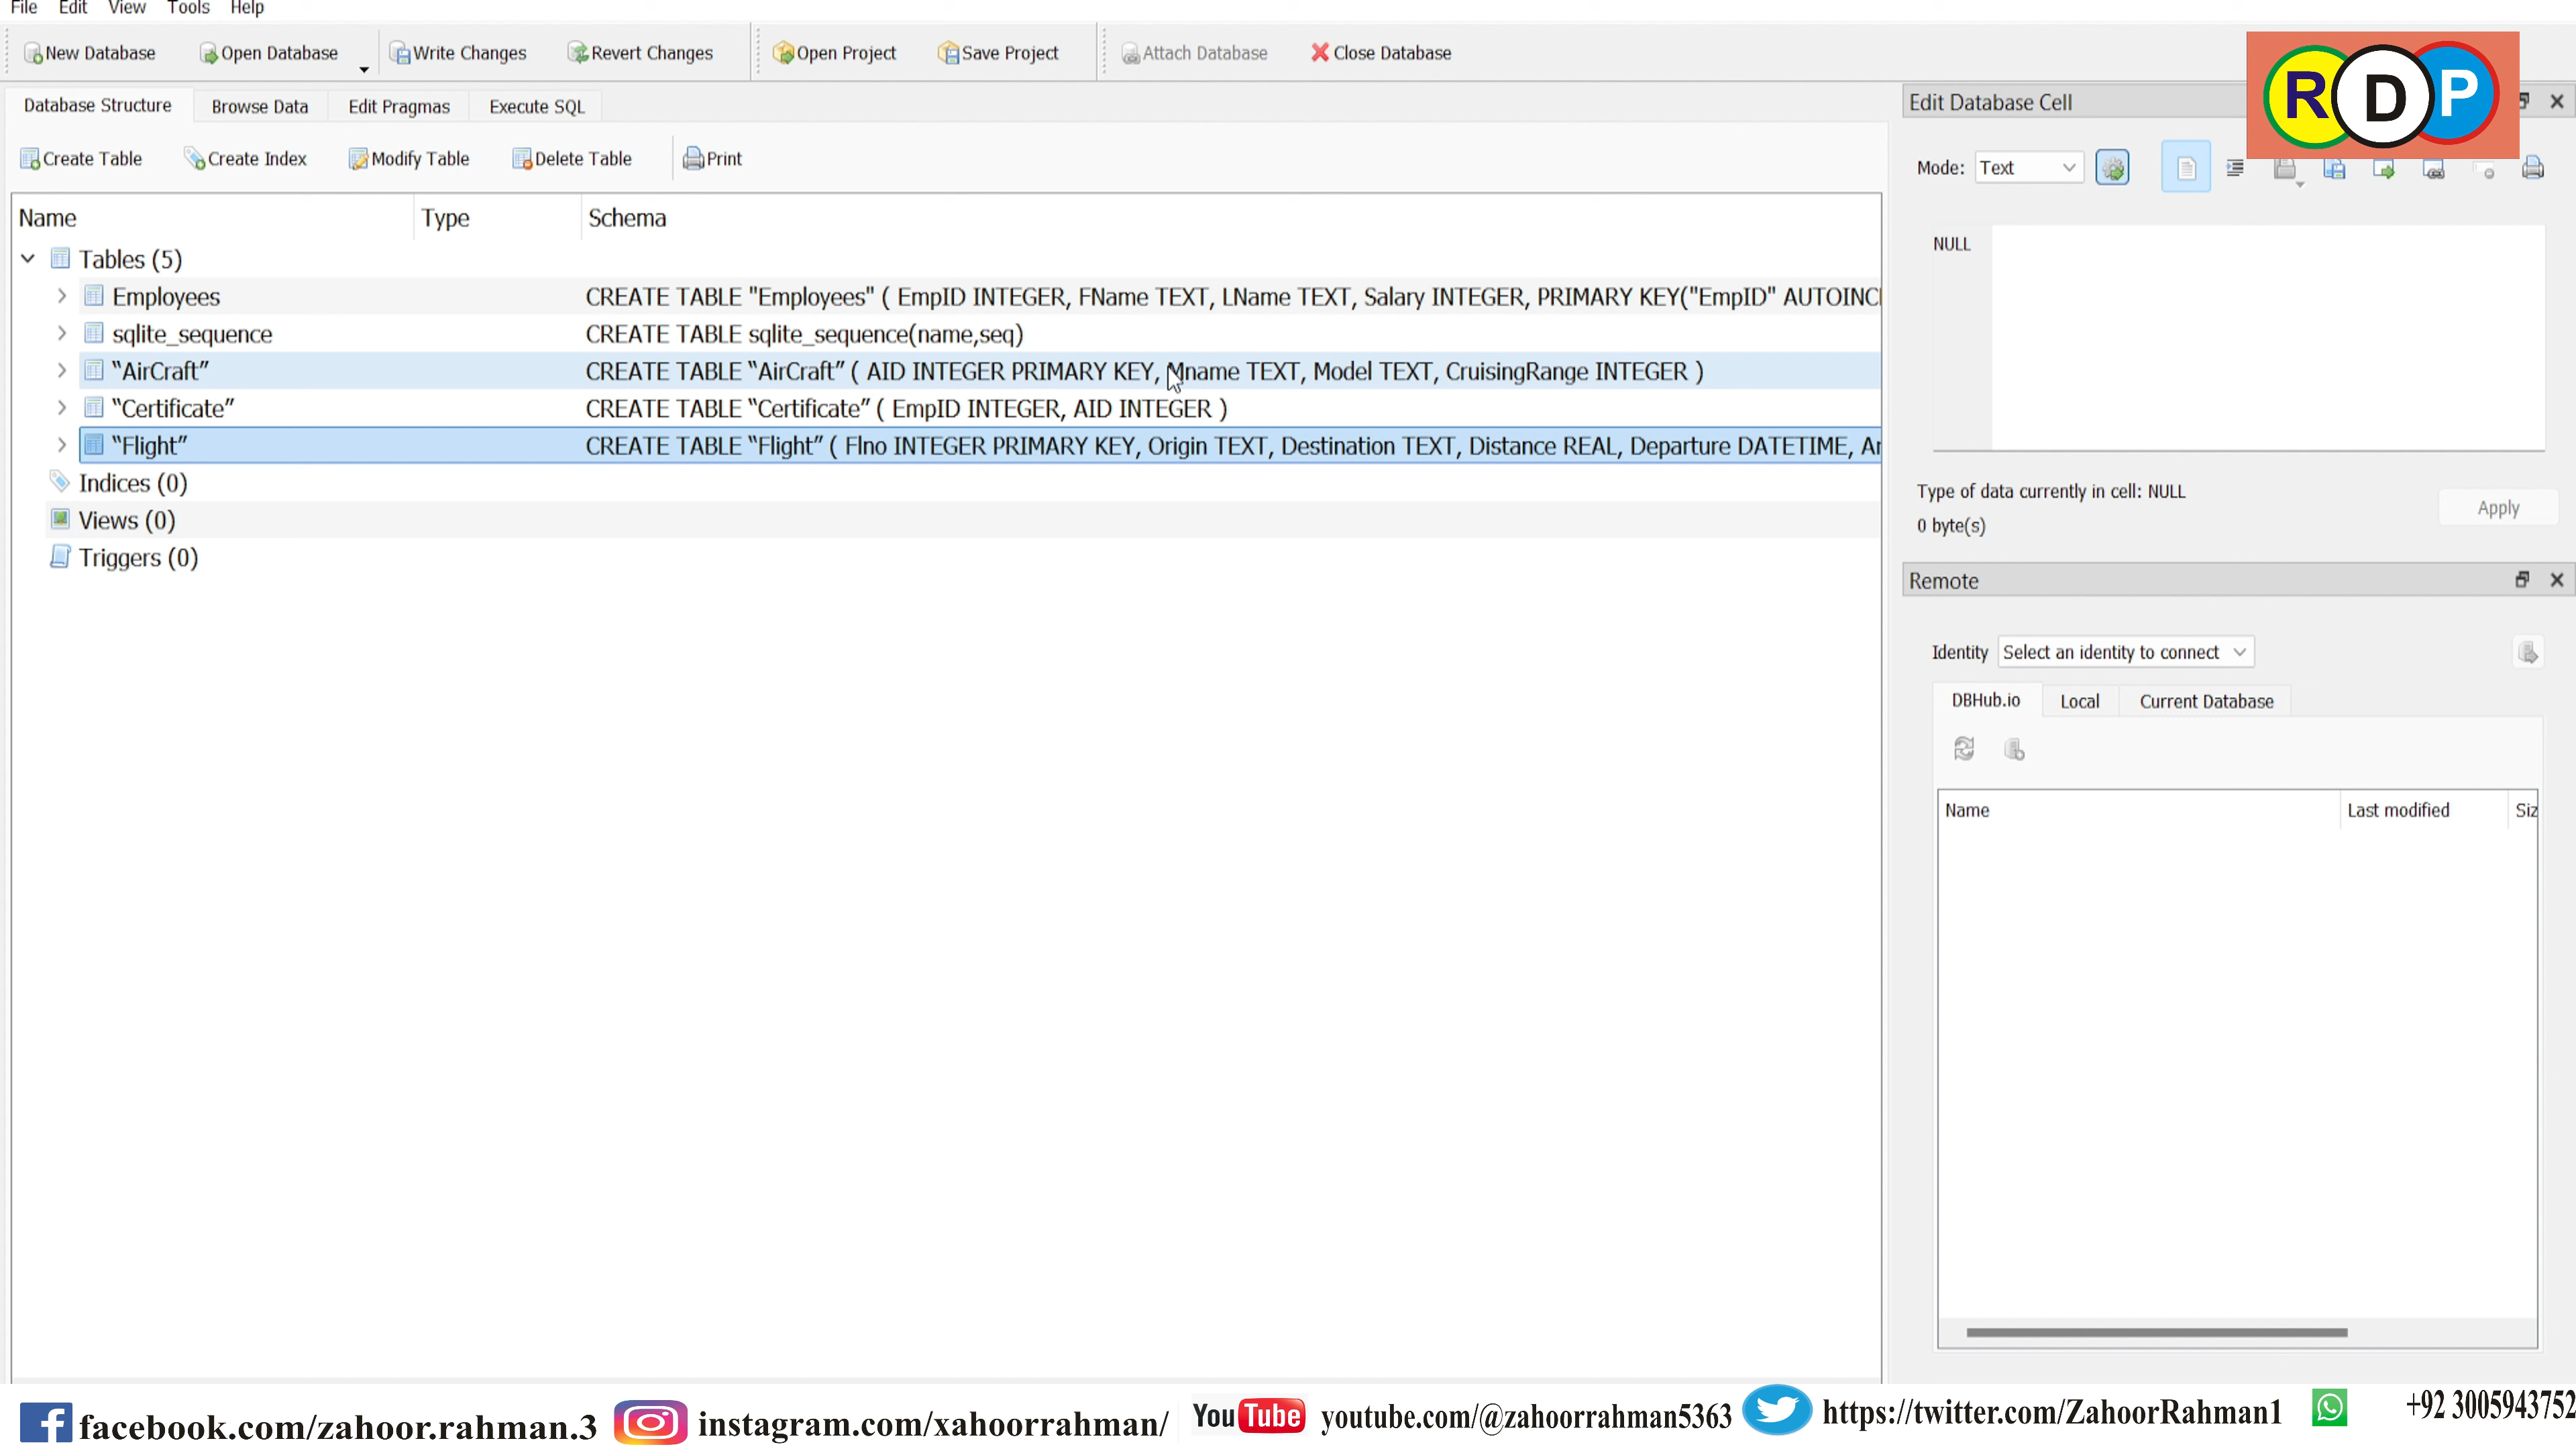 File Edit View Tools Help
New Database Open Database Write Changes Revert Changes Open Project Save Project Attach Database Close Database
RDP
Database Structure Browse Data Edit Pragmas Execute SQL
Edit Database Cell
Create Table Create Index Modify Table Delete Table Print
Mode: Text
Name Type Schema
NULL
Tables (5)
Employees CREATE TABLE "Employees" ( EmpID INTEGER, FName TEXT, LName TEXT, Salary INTEGER, PRIMARY KEY("EmpID" AUTOINC
sqlite_sequence CREATE TABLE sqlite_sequence(name,seq)
“AirCraft” CREATE TABLE “AirCraft” ( AID INTEGER PRIMARY KEY, Mname TEXT, Model TEXT, CruisingRange INTEGER )
“Certificate” CREATE TABLE “Certificate” ( EmpID INTEGER, AID INTEGER )
“Flight” CREATE TABLE “Flight” ( Flno INTEGER PRIMARY KEY, Origin TEXT, Destination TEXT, Distance REAL, Departure DATETIME, Ar
Indices (0)
Views (0)
Triggers (0)
Type of data currently in cell: NULL
0 byte(s)
Apply
Remote
Identity Select an identity to connect
DBHub.io Local Current Database
Name Last modified Siz
facebook.com/zahoor.rahman.3 instagram.com/xahoorrahman/ YouTube youtube.com/@zahoorrahman5363 https://twitter.com/ZahoorRahman1 +92 3005943752